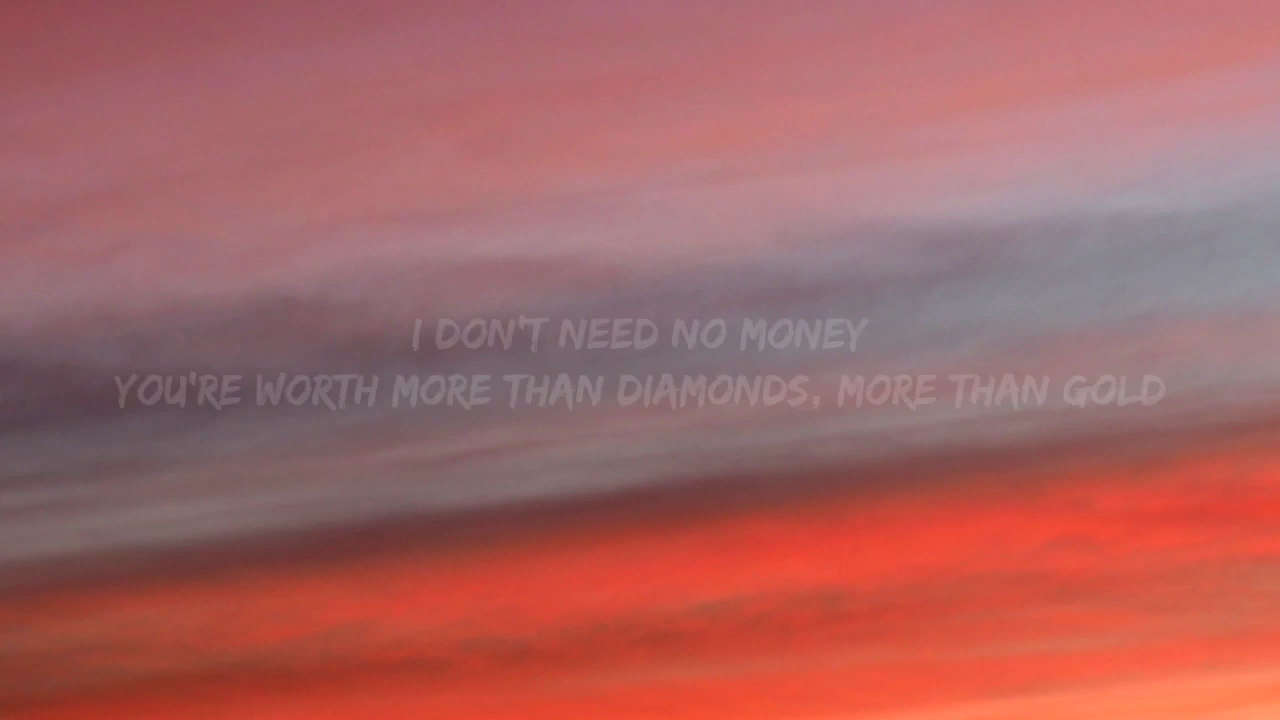 I DON'T NEED NO MONEY
YOU'RE WORTH MORE THAN DIAMONDS, MORE THAN GOLD